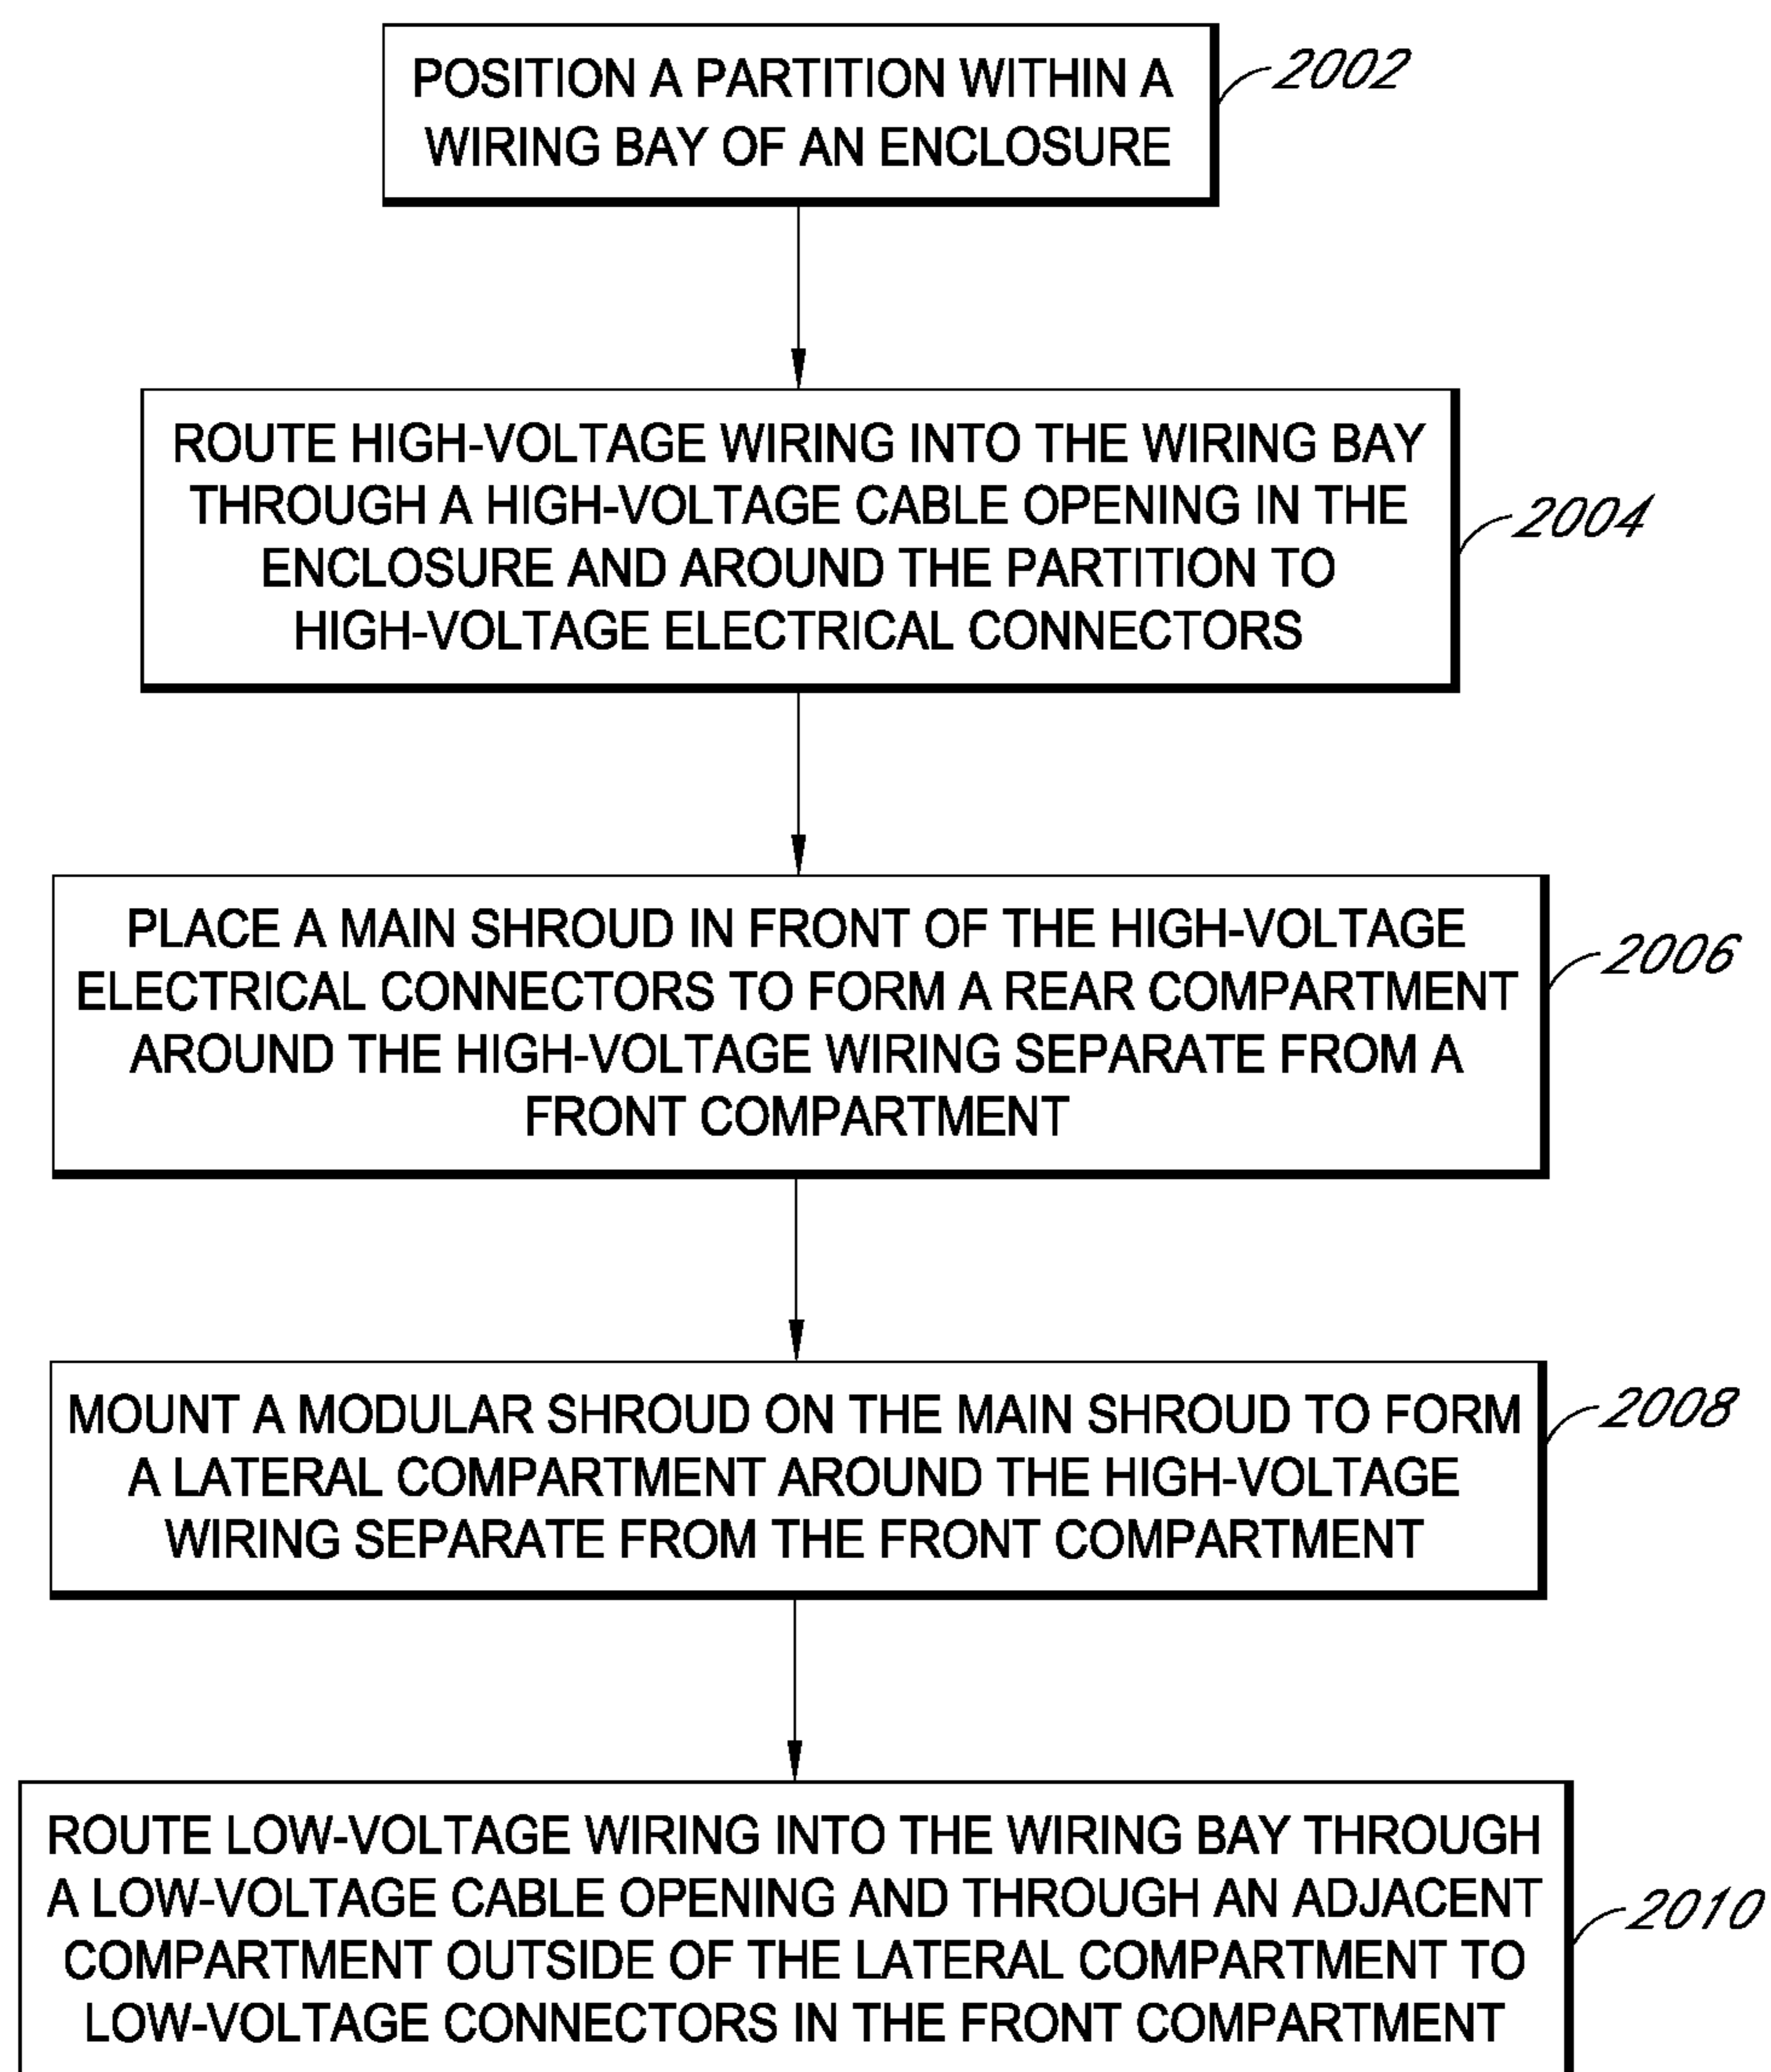 POSITION A PARTITION WITHIN A
WIRING BAY OF AN ENCLOSURE
2002
ROUTE HIGH-VOLTAGE WIRING INTO THE WIRING BAY
THROUGH A HIGH-VOLTAGE CABLE OPENING IN THE
ENCLOSURE AND AROUND THE PARTITION TO
HIGH-VOLTAGE ELECTRICAL CONNECTORS
2004
PLACE A MAIN SHROUD IN FRONT OF THE HIGH-VOLTAGE
ELECTRICAL CONNECTORS TO FORM A REAR COMPARTMENT
AROUND THE HIGH-VOLTAGE WIRING SEPARATE FROM A
FRONT COMPARTMENT
2006
MOUNT A MODULAR SHROUD ON THE MAIN SHROUD TO FORM
A LATERAL COMPARTMENT AROUND THE HIGH-VOLTAGE
WIRING SEPARATE FROM THE FRONT COMPARTMENT
2008
ROUTE LOW-VOLTAGE WIRING INTO THE WIRING BAY THROUGH
A LOW-VOLTAGE CABLE OPENING AND THROUGH AN ADJACENT
COMPARTMENT OUTSIDE OF THE LATERAL COMPARTMENT TO
LOW-VOLTAGE CONNECTORS IN THE FRONT COMPARTMENT
2010